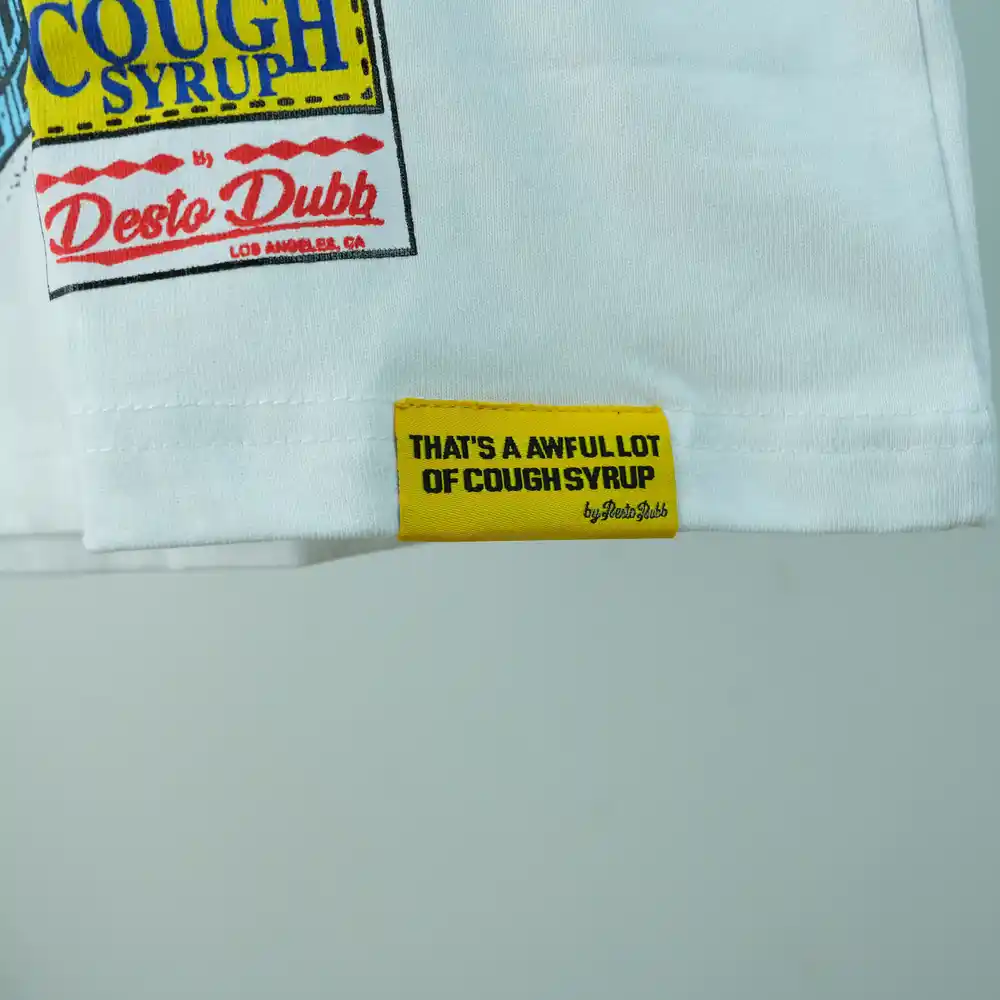 COUGH
SYRUP
By
Desto Dubb
LOS ANGELES, CA
THAT'S A AWFUL LOT
OF COUGH SYRUP
by Desto Dubb